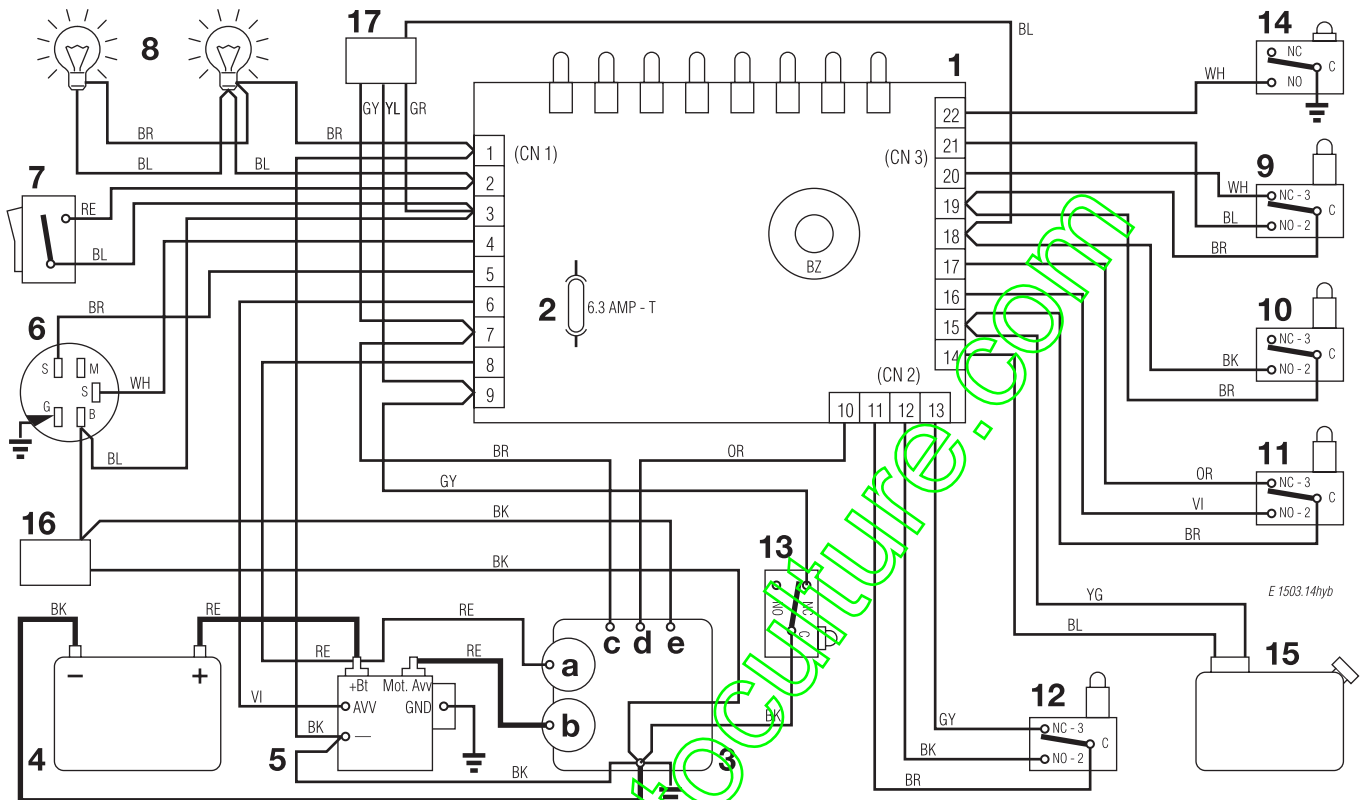 8
17
1
14
BL
NC
C
NO
WH
GY
YL
GR
BR
BR
BL
BL
1
(CN 1)
2
3
4
5
6
7
8
9
22
21
20
19
18
17
16
15
14
(CN 3)
(CN 2)
10
11
12
13
BZ
2
6.3 AMP - T
7
RE
BL
9
WH
BL
BR
NC - 3
C
NO - 2
6
BR
S
M
S
WH
G
B
BL
10
BK
BR
NC - 3
C
NO - 2
11
OR
VI
BR
NC - 3
C
NO - 2
BR
OR
GY
BK
16
BK
13
NO
NC
C
BK
E 1503.14hyb
YG
BL
15
BK
RE
RE
RE
RE
−
+
4
+Bt
Mot. Avv
AVV
GND
—
VI
BK
5
BK
a
b
c
d
e
3
12
GY
BK
BR
NC - 3
C
NO - 2
toculture.com